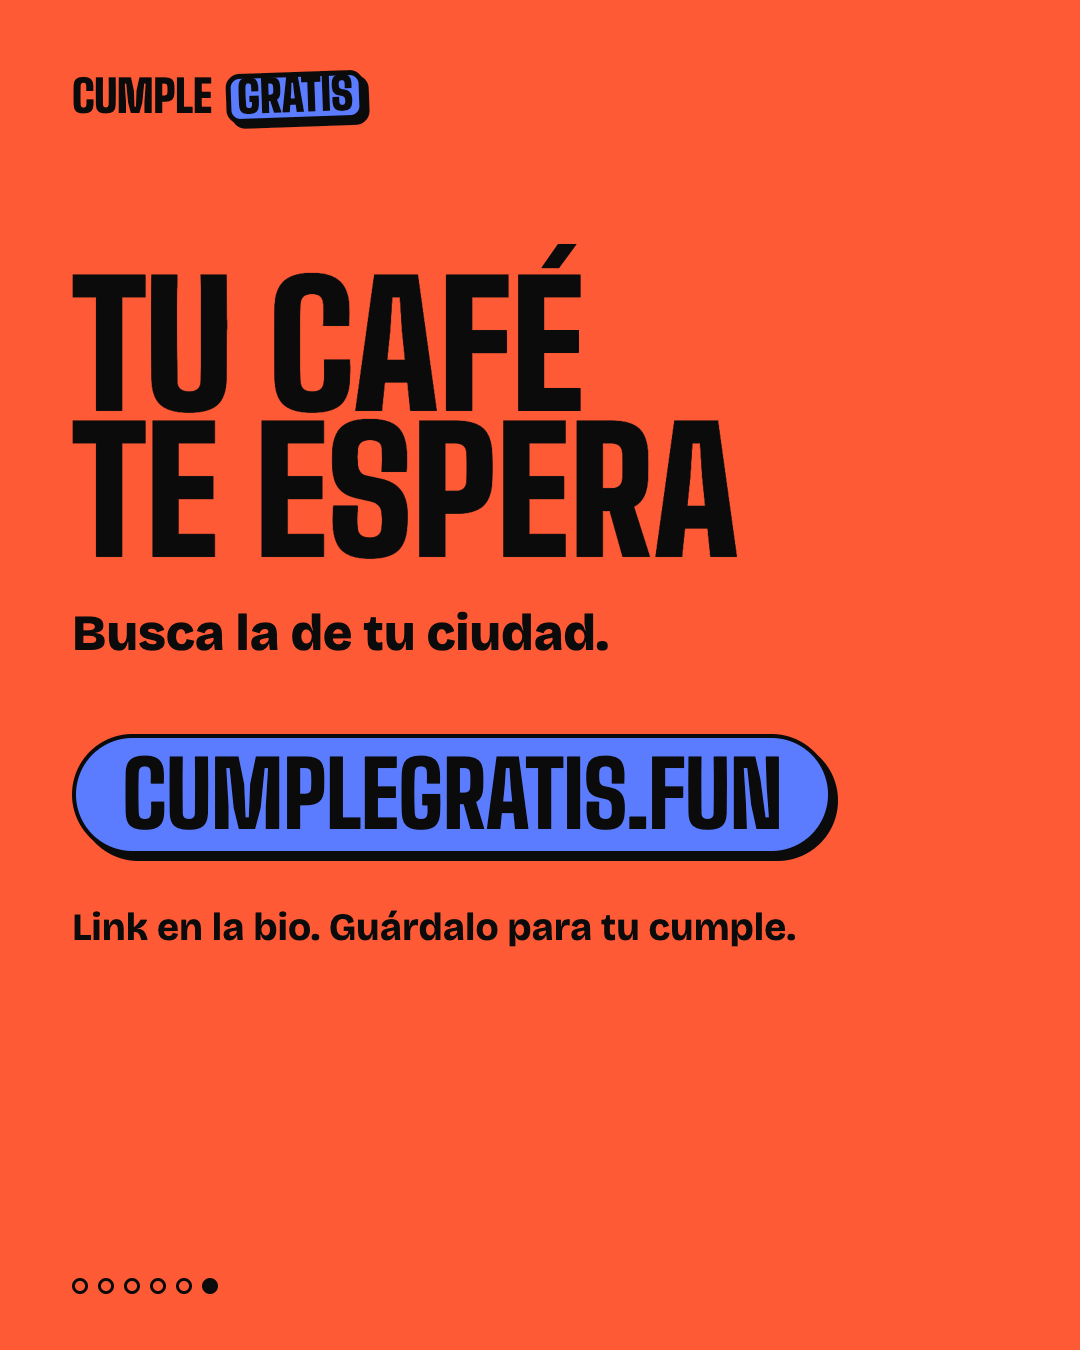 CUMPLE GRATIS
TU CAFÉ
TE ESPERA
Busca la de tu ciudad.
CUMPLEGRATIS.FUN
Link en la bio. Guárdalo para tu cumple.